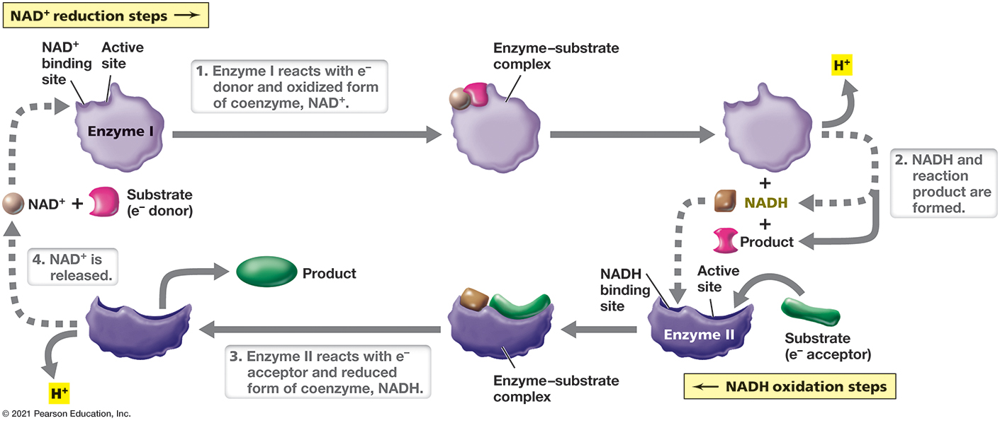 NAD⁺ reduction steps →
NAD⁺
binding
site
Active
site
1. Enzyme I reacts with e⁻
donor and oxidized form
of coenzyme, NAD⁺.
Enzyme–substrate
complex
H⁺
Enzyme I
2. NADH and
reaction
product are
formed.
NAD⁺ +
Substrate
(e⁻ donor)
+
NADH
+
Product
4. NAD⁺ is
released.
Product
NADH
binding
site
Active
site
Enzyme II
Substrate
(e⁻ acceptor)
3. Enzyme II reacts with e⁻
acceptor and reduced
form of coenzyme, NADH.
Enzyme–substrate
complex
← NADH oxidation steps
H⁺
© 2021 Pearson Education, Inc.